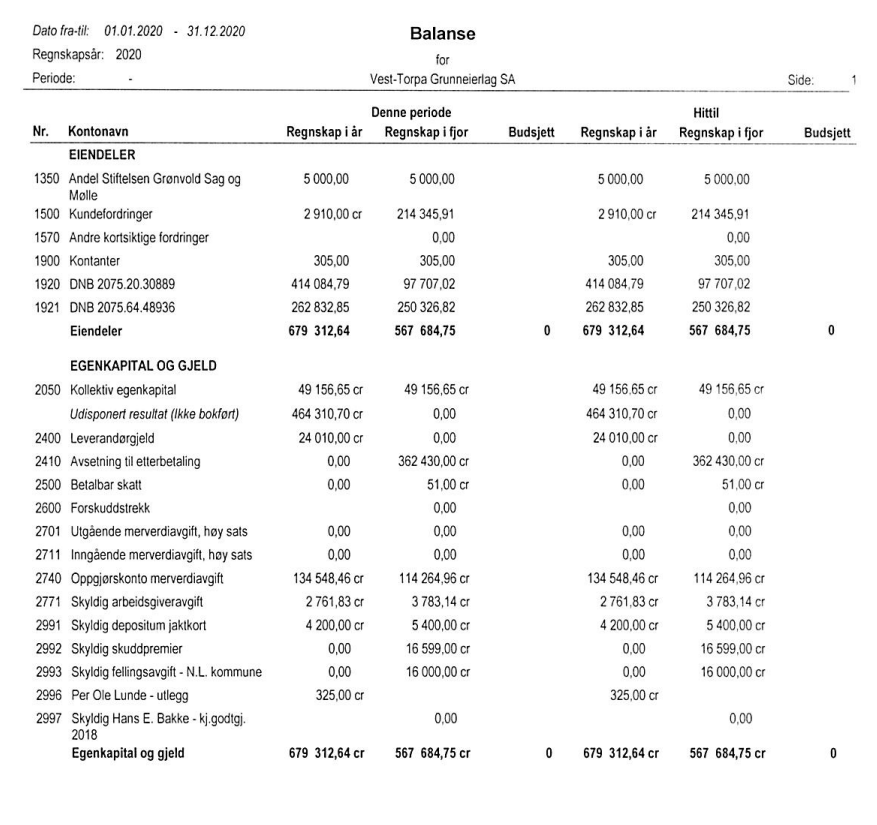 Dato fra-til: 01.01.2020 - 31.12.2020
Balanse
Regnskapsår: 2020
for
Periode: -
Vest-Torpa Grunneierlag SA
Side: 1
Denne periode Hittil
Nr. Kontonavn Regnskap i år Regnskap i fjor Budsjett Regnskap i år Regnskap i fjor Budsjett
EIENDELER
1350 Andel Stiftelsen Grønvold Sag og 5 000,00 5 000,00 5 000,00 5 000,00
Mølle
1500 Kundefordringer 2 910,00 cr 214 345,91 2 910,00 cr 214 345,91
1570 Andre kortsiktige fordringer 0,00 0,00
1900 Kontanter 305,00 305,00 305,00 305,00
1920 DNB 2075.20.30889 414 084,79 97 707,02 414 084,79 97 707,02
1921 DNB 2075.64.48936 262 832,85 250 326,82 262 832,85 250 326,82
Eiendeler 679 312,64 567 684,75 0 679 312,64 567 684,75 0
EGENKAPITAL OG GJELD
2050 Kollektiv egenkapital 49 156,65 cr 49 156,65 cr 49 156,65 cr 49 156,65 cr
Udisponert resultat (Ikke bokført) 464 310,70 cr 0,00 464 310,70 cr 0,00
2400 Leverandørgjeld 24 010,00 cr 0,00 24 010,00 cr 0,00
2410 Avsetning til etterbetaling 0,00 362 430,00 cr 0,00 362 430,00 cr
2500 Betalbar skatt 0,00 51,00 cr 0,00 51,00 cr
2600 Forskuddstrekk 0,00 0,00
2701 Utgående merverdiavgift, høy sats 0,00 0,00 0,00 0,00
2711 Inngående merverdiavgift, høy sats 0,00 0,00 0,00 0,00
2740 Oppgjørskonto merverdiavgift 134 548,46 cr 114 264,96 cr 134 548,46 cr 114 264,96 cr
2771 Skyldig arbeidsgiveravgift 2 761,83 cr 3 783,14 cr 2 761,83 cr 3 783,14 cr
2991 Skyldig depositum jaktkort 4 200,00 cr 5 400,00 cr 4 200,00 cr 5 400,00 cr
2992 Skyldig skuddpremier 0,00 16 599,00 cr 0,00 16 599,00 cr
2993 Skyldig fellingsavgift - N.L. kommune 0,00 16 000,00 cr 0,00 16 000,00 cr
2996 Per Ole Lunde - utlegg 325,00 cr 325,00 cr
2997 Skyldig Hans E. Bakke - kj.godtgj. 0,00 0,00
2018
Egenkapital og gjeld 679 312,64 cr 567 684,75 cr 0 679 312,64 cr 567 684,75 cr 0